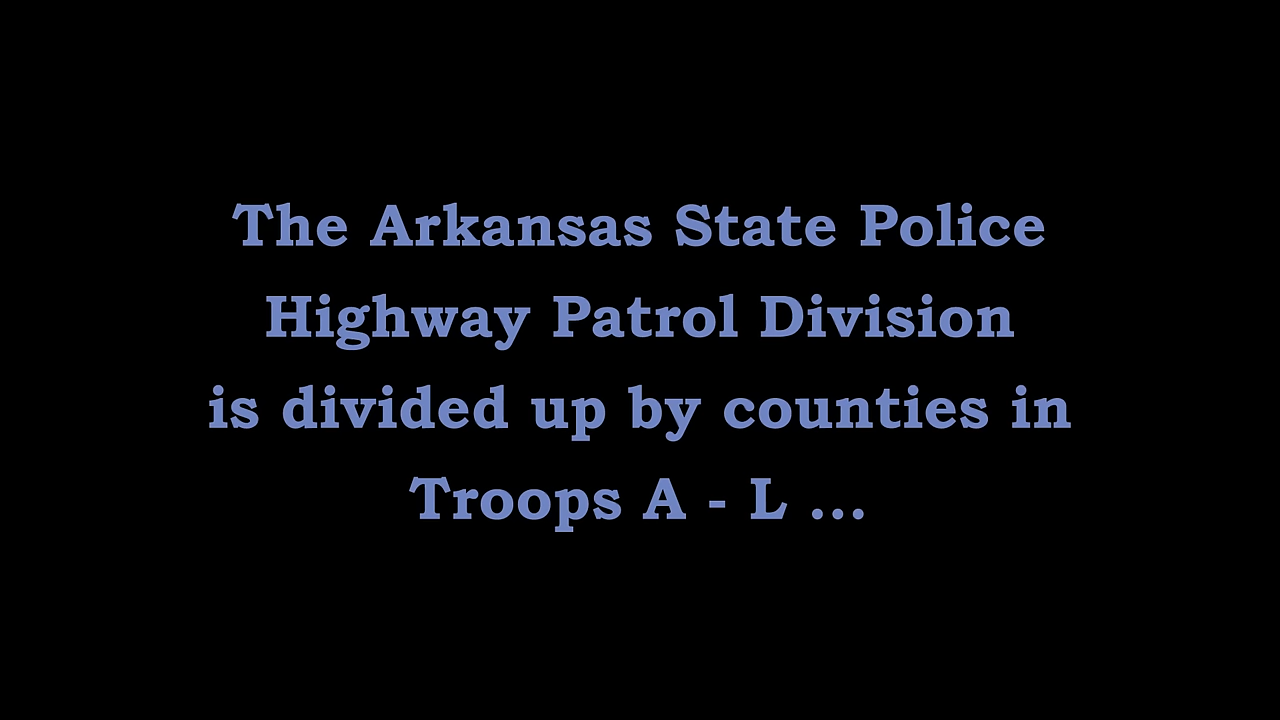 The Arkansas State Police
Highway Patrol Division
is divided up by counties in
Troops A - L ...